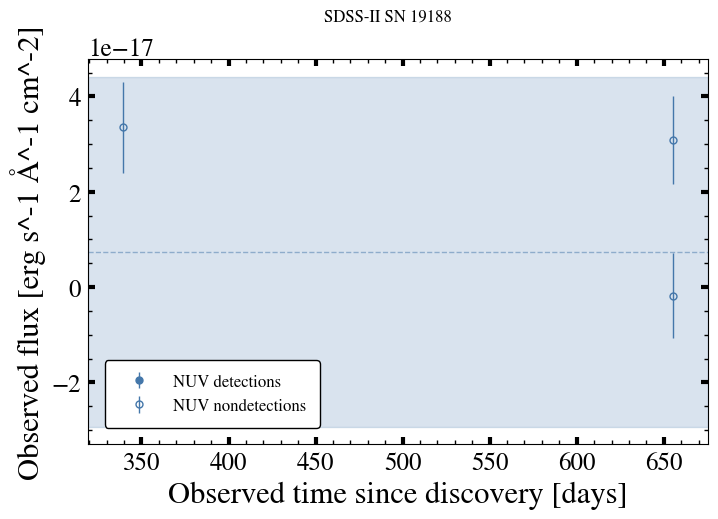 SDSS-II SN 19188
1e−17
Observed flux [erg s^-1 Å^-1 cm^-2]
4
2
0
−2
NUV detections
NUV nondetections
350 400 450 500 550 600 650
Observed time since discovery [days]